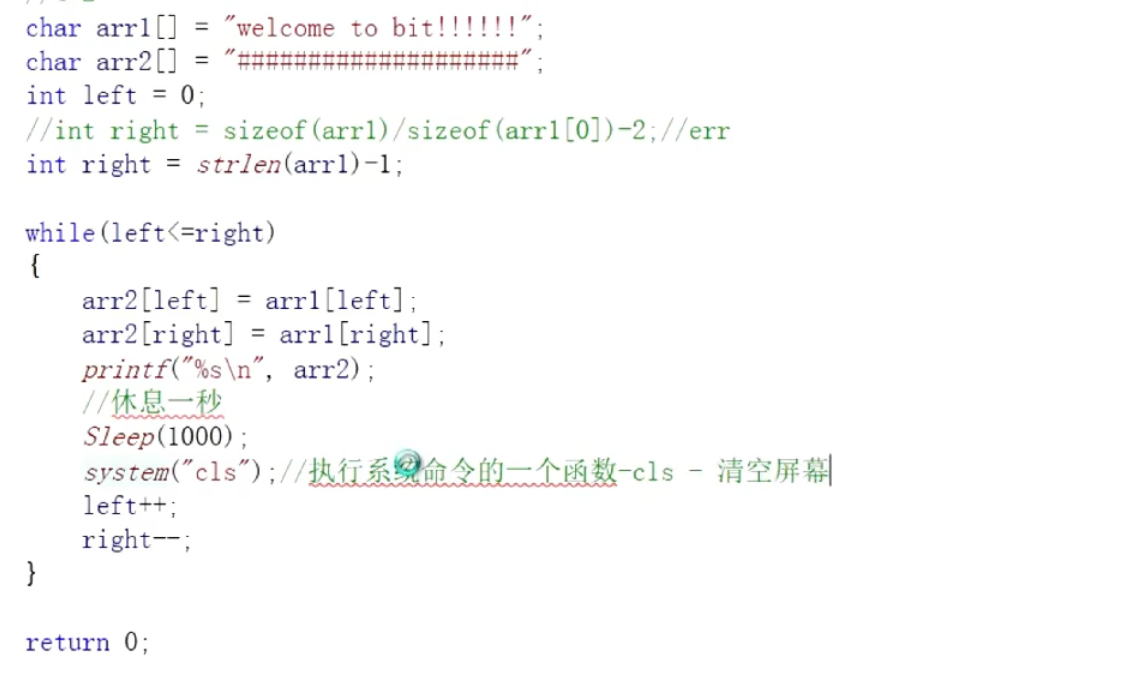 char arr1[] = "welcome to bit!!!!!!";
char arr2[] = "####################";
int left = 0;
//int right = sizeof(arr1)/sizeof(arr1[0])-2;//err
int right = strlen(arr1)-1;
while(left<=right)
{
arr2[left] = arr1[left];
arr2[right] = arr1[right];
printf("%s\n", arr2);
//休息一秒
Sleep(1000);
system("cls");//执行系统命令的一个函数-cls - 清空屏幕
left++;
right--;
}
return 0;